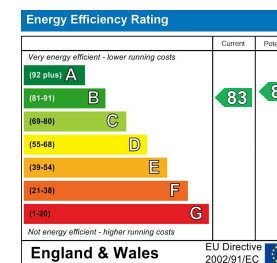 Energy Efficiency Rating
Current
Very energy efficient - lower running costs
(92 plus) A
(81-91) B
83
(69-80) C
(55-68) D
(39-54) E
(21-38) F
(1-20) G
Not energy efficient - higher running costs
England & Wales
EU Directive
2002/91/EC